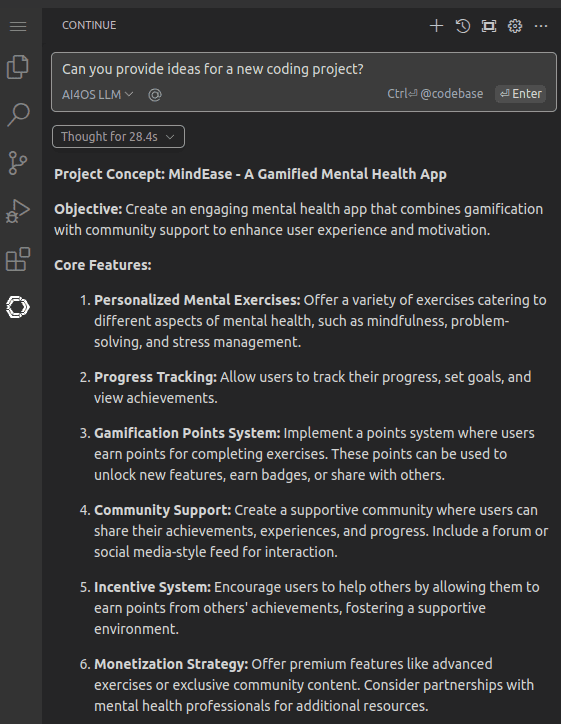 CONTINUE
Can you provide ideas for a new coding project?
AI4OS LLM @ Ctrl⏎ @codebase ⏎ Enter
Thought for 28.4s
Project Concept: MindEase - A Gamified Mental Health App
Objective: Create an engaging mental health app that combines gamification
with community support to enhance user experience and motivation.
Core Features:
1. Personalized Mental Exercises: Offer a variety of exercises catering to
different aspects of mental health, such as mindfulness, problem-
solving, and stress management.
2. Progress Tracking: Allow users to track their progress, set goals, and
view achievements.
3. Gamification Points System: Implement a points system where users
earn points for completing exercises. These points can be used to
unlock new features, earn badges, or share with others.
4. Community Support: Create a supportive community where users can
share their achievements, experiences, and progress. Include a forum or
social media-style feed for interaction.
5. Incentive System: Encourage users to help others by allowing them to
earn points from others' achievements, fostering a supportive
environment.
6. Monetization Strategy: Offer premium features like advanced
exercises or exclusive community content. Consider partnerships with
mental health professionals for additional resources.